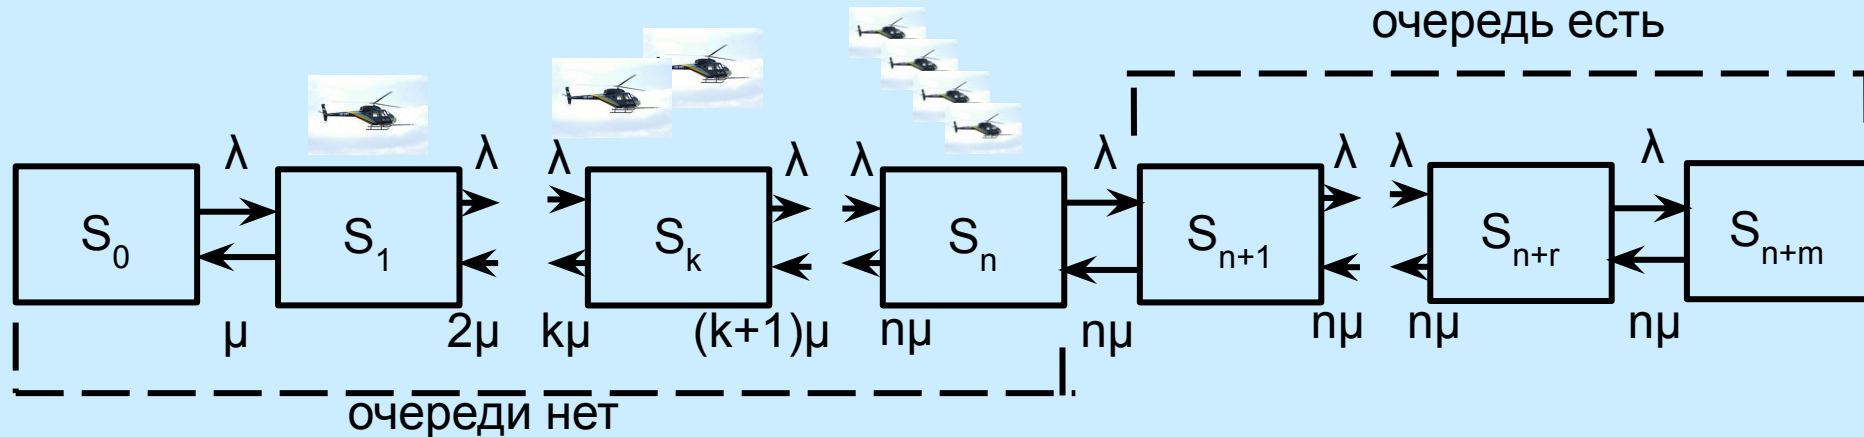 очередь есть
λ λ λ λ λ λ λ λ λ
S₀ S₁ Sₖ Sₙ Sₙ₊₁ Sₙ₊ᵣ Sₙ₊ₘ
μ 2μ kμ (k+1)μ nμ nμ nμ nμ nμ
очереди нет